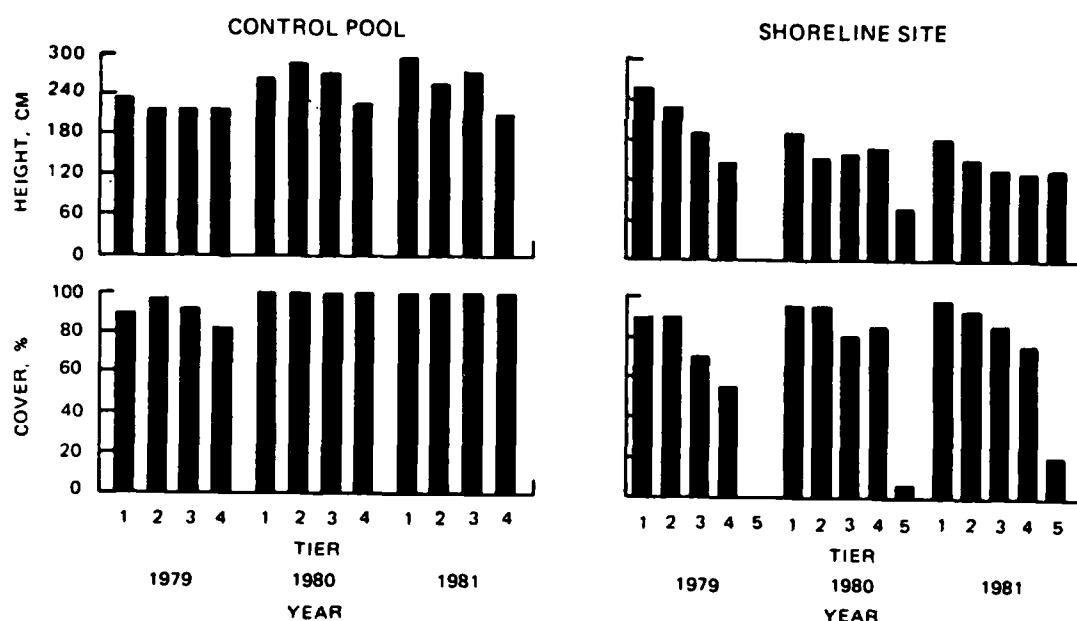 CONTROL POOL
HEIGHT, CM
300
240
180
120
60
0
COVER, %
100
80
60
40
20
0
1 2 3 4 1 2 3 4 1 2 3 4
TIER
1979 1980 1981
YEAR
SHORELINE SITE
1 2 3 4 5 1 2 3 4 5 1 2 3 4 5
TIER
1979 1980 1981
YEAR